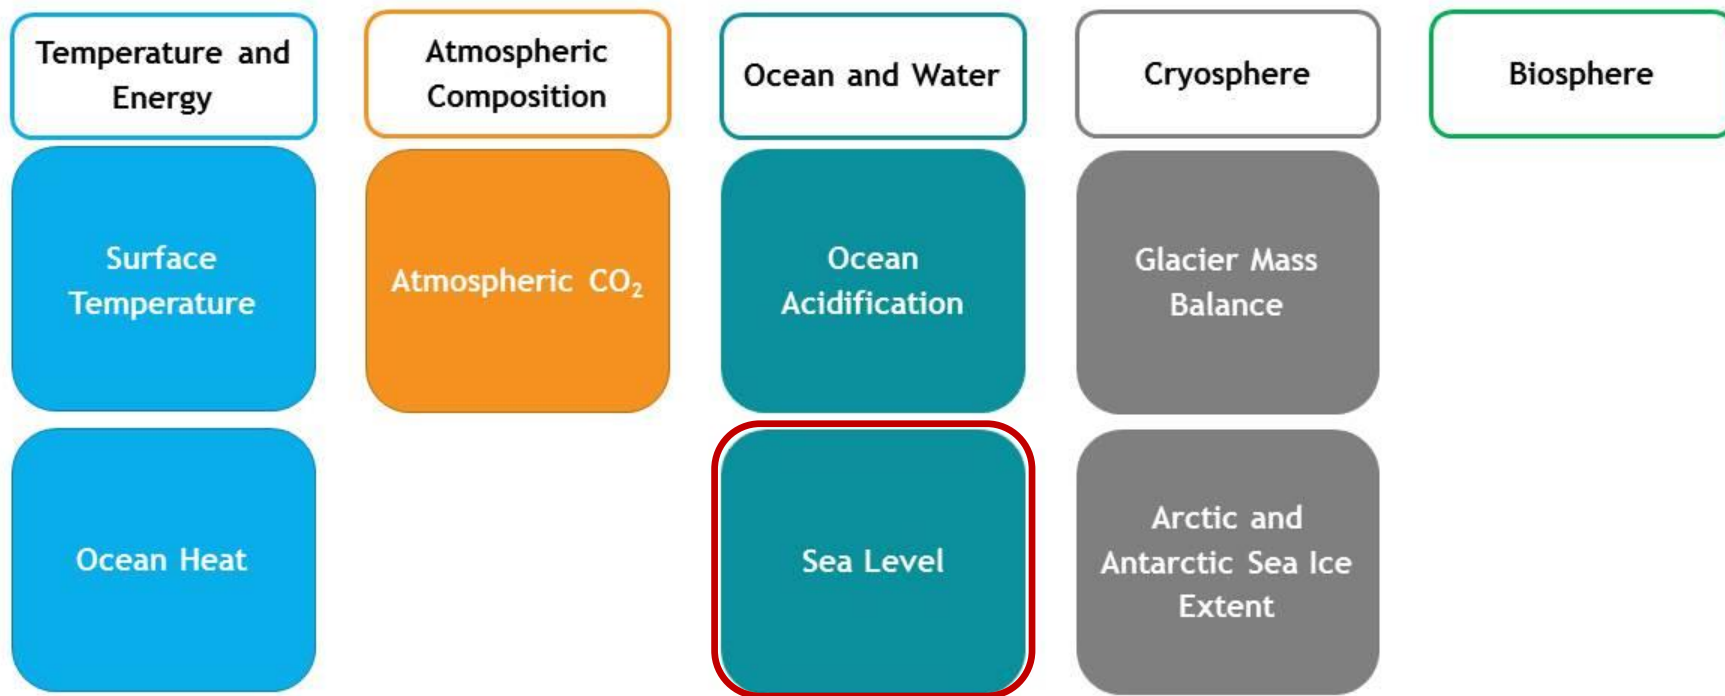 Temperature and
Energy
Atmospheric
Composition
Ocean and Water
Cryosphere
Biosphere
Surface
Temperature
Atmospheric CO₂
Ocean
Acidification
Glacier Mass
Balance
Ocean Heat
Sea Level
Arctic and
Antarctic Sea Ice
Extent